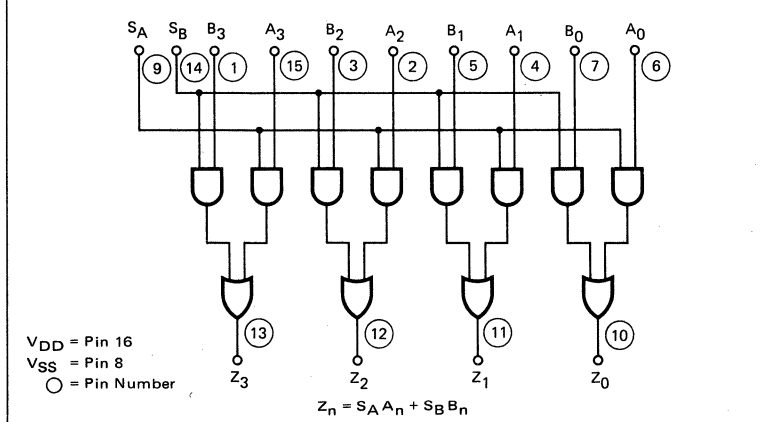 S_A S_B B_3 A_3 B_2 A_2 B_1 A_1 B_0 A_0
9 14 1 15 3 2 5 4 7 6
13 12 11 10
V_DD = Pin 16
V_SS = Pin 8
= Pin Number
Z_3 Z_2 Z_1 Z_0
Z_n = S_A A_n + S_B B_n